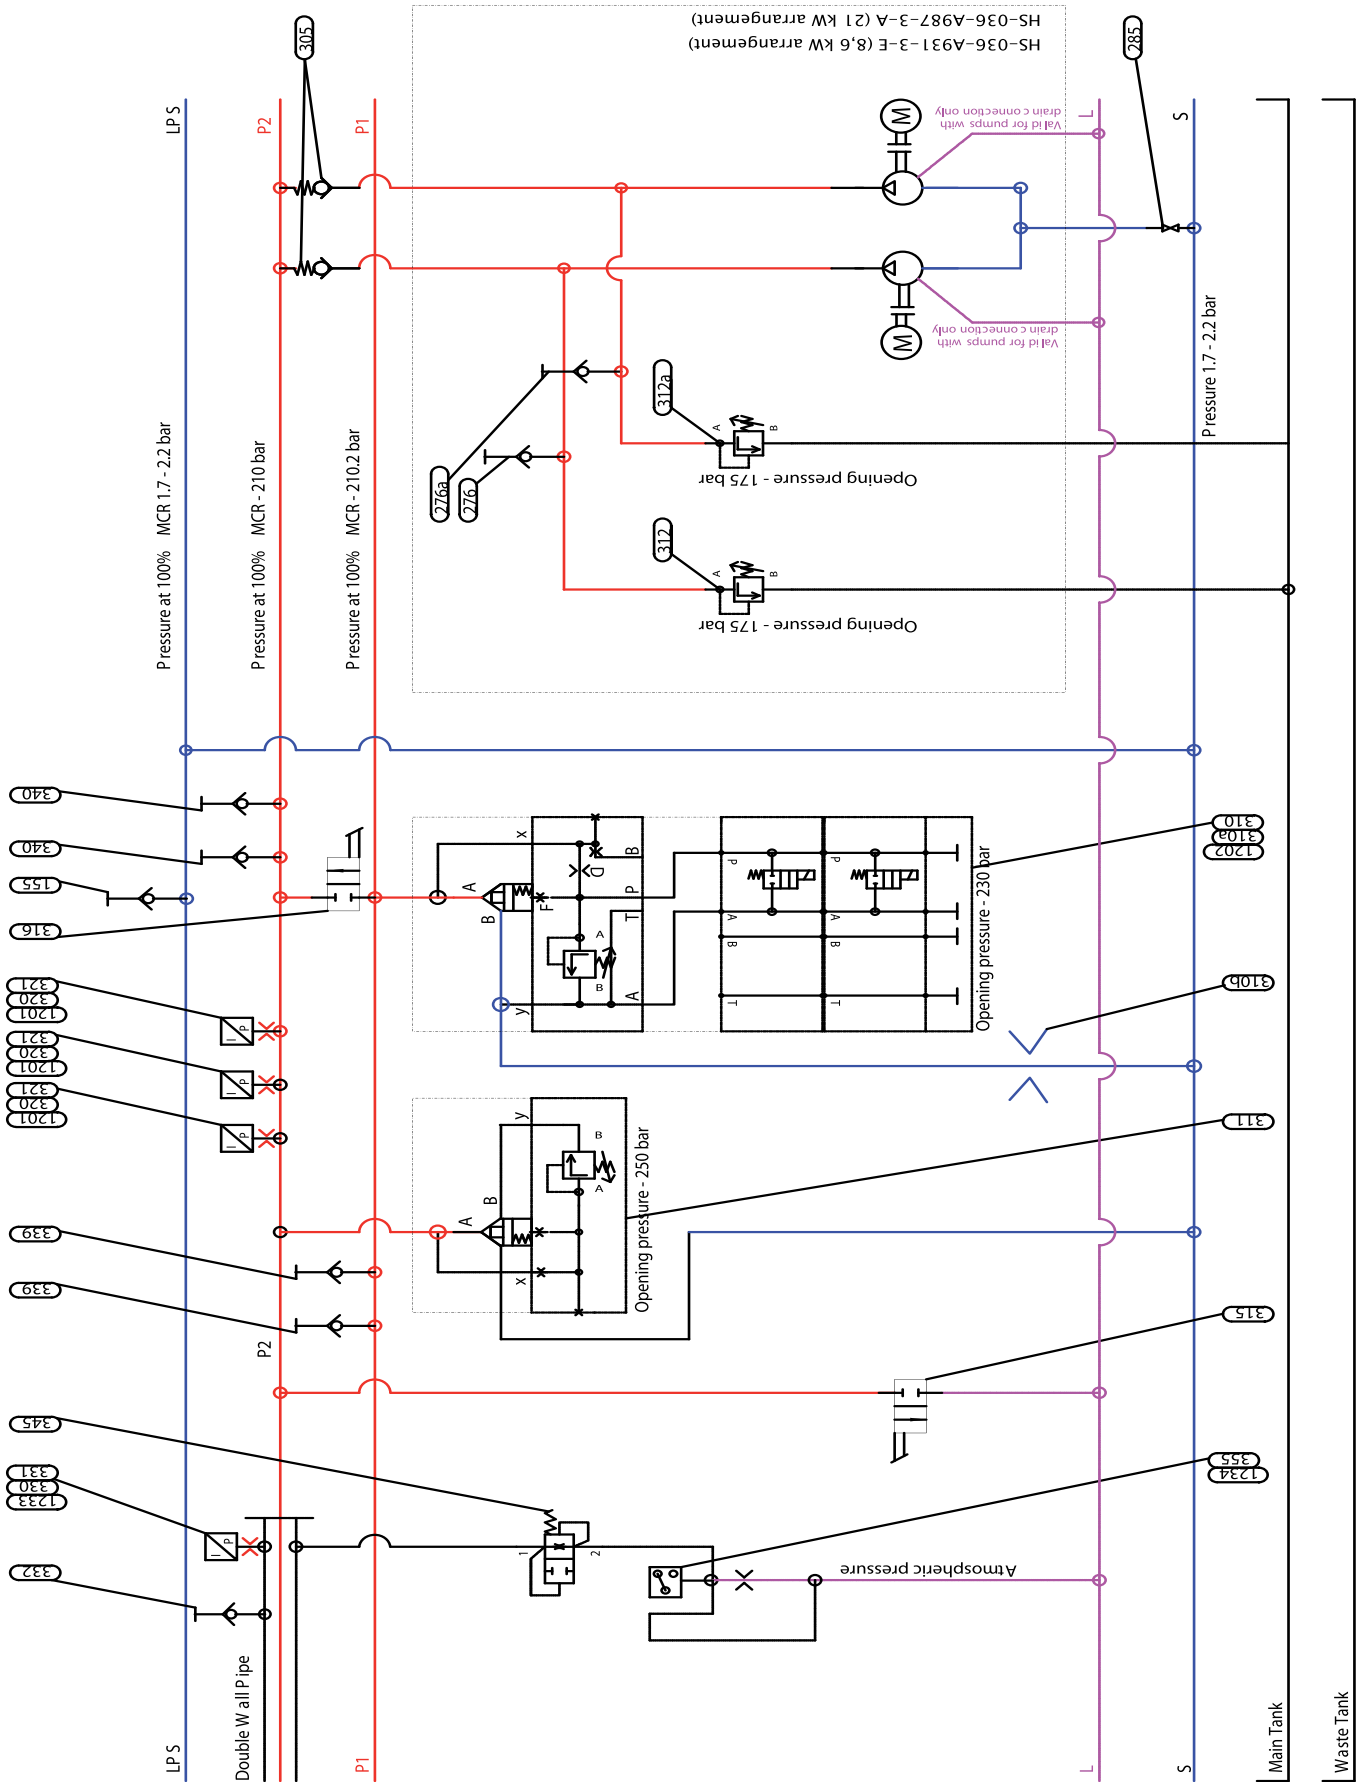 HS-036-A987-3-A (21 kW arrangement)
HS-036-A931-3-E (8,6 kW arrangement)
305
285
LP S
P2
P1
L
S
M
Valid for pumps with
drain connection only
M
Valid for pumps with
drain connection only
Pressure at 100% MCR 1.7 - 2.2 bar
Pressure at 100% MCR - 210 bar
Pressure at 100% MCR - 210.2 bar
Pressure 1.7 - 2.2 bar
276a
276
312a
A
B
Opening pressure - 175 bar
312
A
B
Opening pressure - 175 bar
340
340
155
316
321
320
1201
321
320
1201
321
320
1201
I
P
I
P
I
P
A
B
x
B
D
P
F
T
A
B
y
A
P
A
B
T
P
A
B
T
Opening pressure - 230 bar
310
310a
1202
310b
311
A
B
y
x
B
A
Opening pressure - 250 bar
339
339
P2
315
345
331
330
1233
332
I
P
1
2
355
1234
Atmospheric pressure
Double Wall Pipe
LP S
P1
L
S
Main Tank
Waste Tank